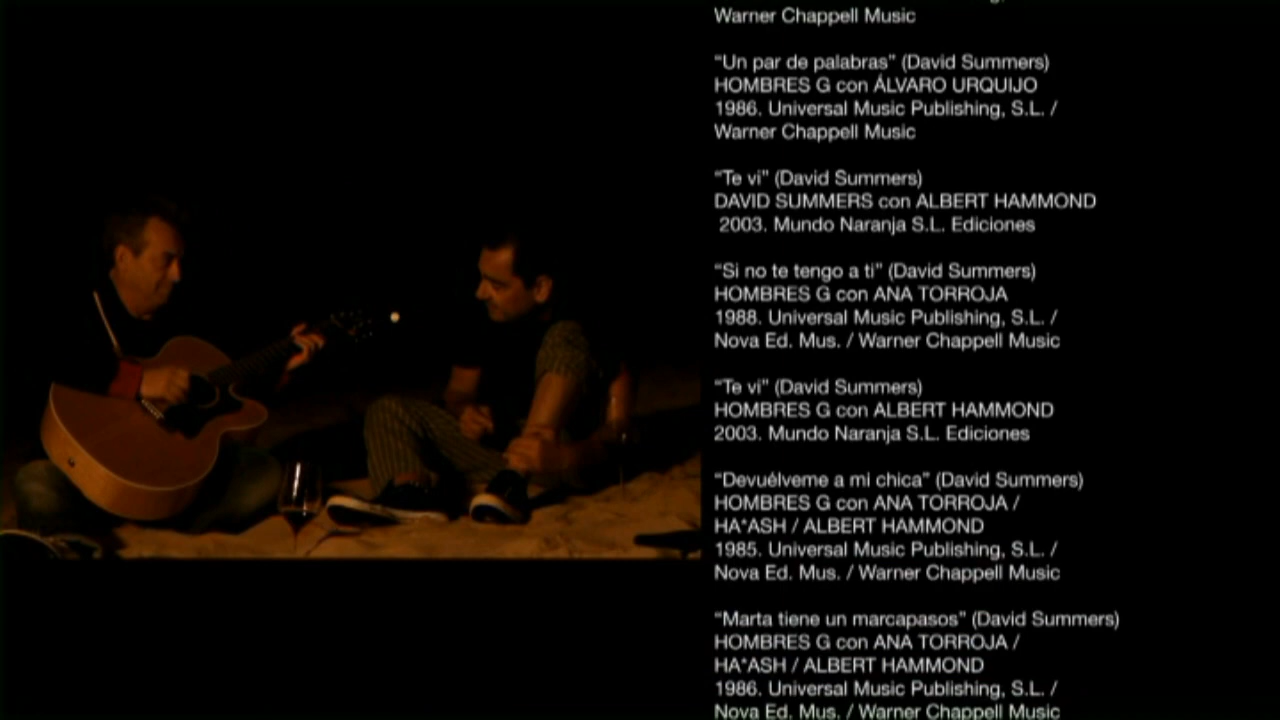 Warner Chappell Music
“Un par de palabras” (David Summers)
HOMBRES G con ÁLVARO URQUIJO
1986. Universal Music Publishing, S.L. /
Warner Chappell Music
“Te vi” (David Summers)
DAVID SUMMERS con ALBERT HAMMOND
2003. Mundo Naranja S.L. Ediciones
“Si no te tengo a ti” (David Summers)
HOMBRES G con ANA TORROJA
1988. Universal Music Publishing, S.L. /
Nova Ed. Mus. / Warner Chappell Music
“Te vi” (David Summers)
HOMBRES G con ALBERT HAMMOND
2003. Mundo Naranja S.L. Ediciones
“Devuélveme a mi chica” (David Summers)
HOMBRES G con ANA TORROJA /
HA*ASH / ALBERT HAMMOND
1985. Universal Music Publishing, S.L. /
Nova Ed. Mus. / Warner Chappell Music
“Marta tiene un marcapasos” (David Summers)
HOMBRES G con ANA TORROJA /
HA*ASH / ALBERT HAMMOND
1986. Universal Music Publishing, S.L. /
Nova Ed. Mus. / Warner Chappell Music